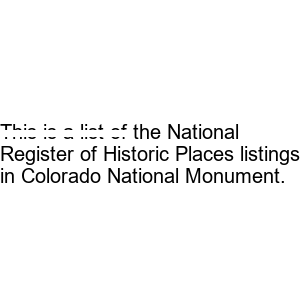 This is a list of the National
Register of Historic Places listings
in Colorado National Monument.